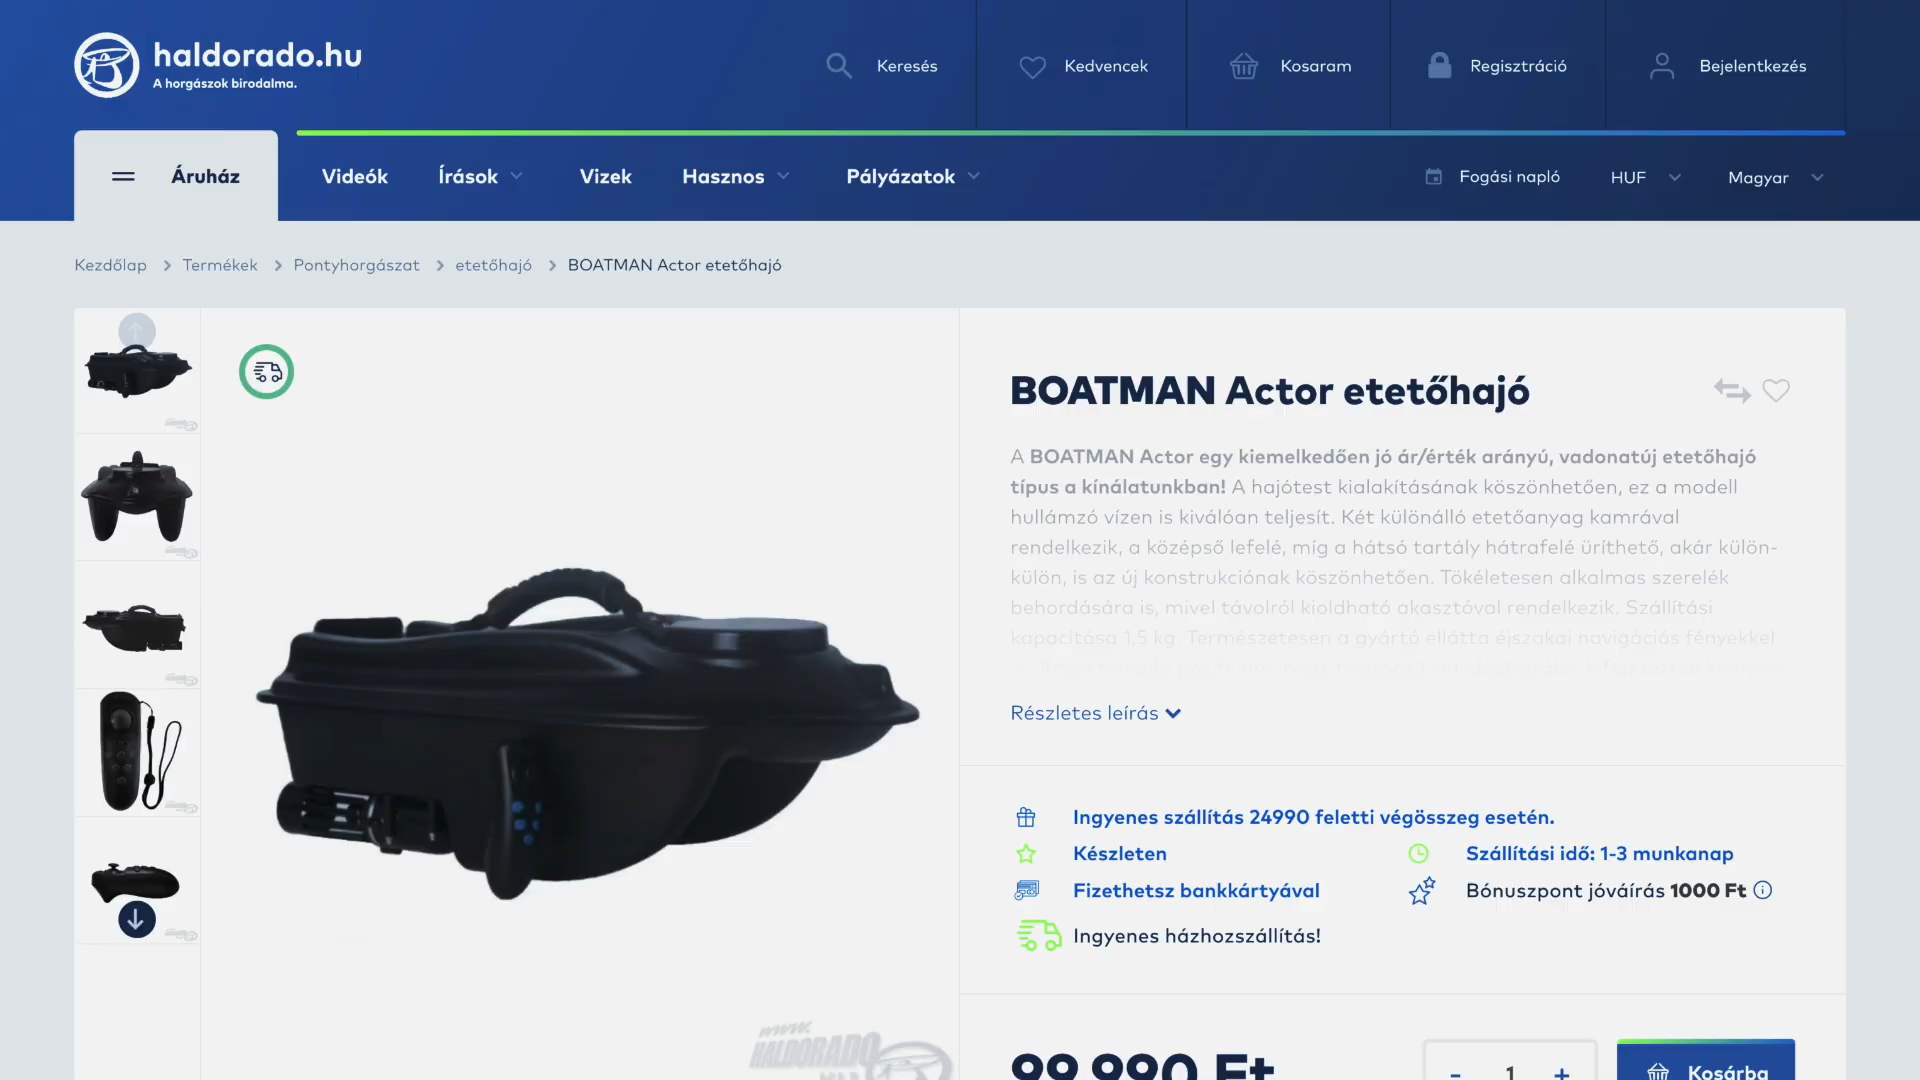 haldorado.hu
A horgászok birodalma.
Keresés
Kedvencek
Kosaram
Regisztráció
Bejelentkezés
Áruház
Videók
Írások
Vizek
Hasznos
Pályázatok
Fogási napló
HUF
Magyar
Kezdőlap > Termékek > Pontyhorgászat > etetőhajó > BOATMAN Actor etetőhajó
BOATMAN Actor etetőhajó
A BOATMAN Actor egy kiemelkedően jó ár/érték arányú, vadonatúj etetőhajó
típus a kínálatunkban! A hajótest kialakításának köszönhetően, ez a modell
hullámzó vízen is kiválóan teljesít. Két különálló etetőanyag kamrával
rendelkezik, a középső lefelé, míg a hátsó tartály hátrafelé üríthető, akár külön-
külön, is az új konstrukciónak köszönhetően. Tökéletesen alkalmas szerelék
behordására is, mivel távolról kioldható akasztóval rendelkezik. Szállítási
kapacitása 1,5 kg. Természetesen a gyártó ellátta éjszakai navigációs fényekkel
Részletes leírás
Ingyenes szállítás 24990 feletti végösszeg esetén.
Készleten
Szállítási idő: 1-3 munkanap
Fizethetsz bankkártyával
Bónuszpont jóváírás 1000 Ft
Ingyenes házhozszállítás!
www.
HALDORADO
99 990 Ft
- 1 +
Kosárba